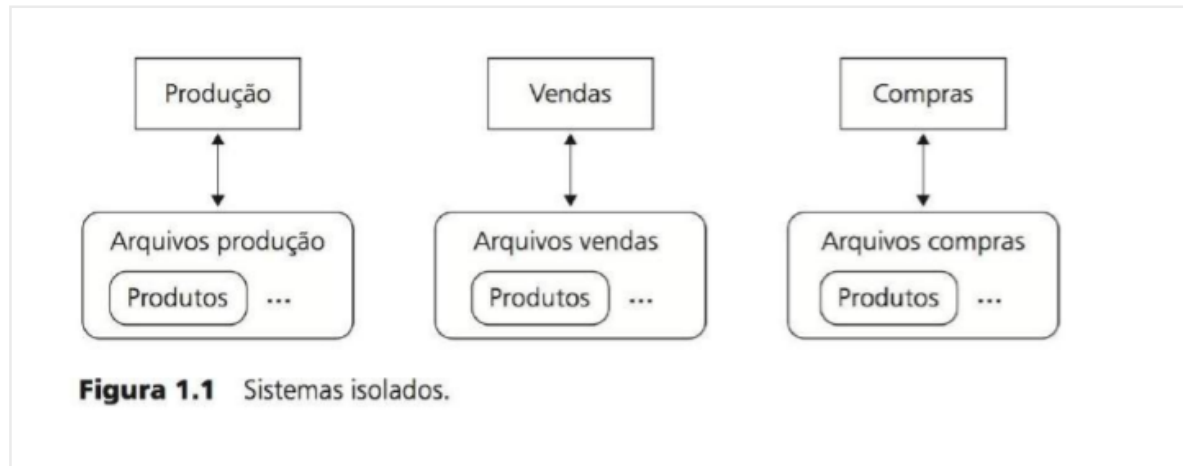 Produção
Vendas
Compras
Arquivos produção
Arquivos vendas
Arquivos compras
Produtos ...
Produtos ...
Produtos ...
Figura 1.1 Sistemas isolados.